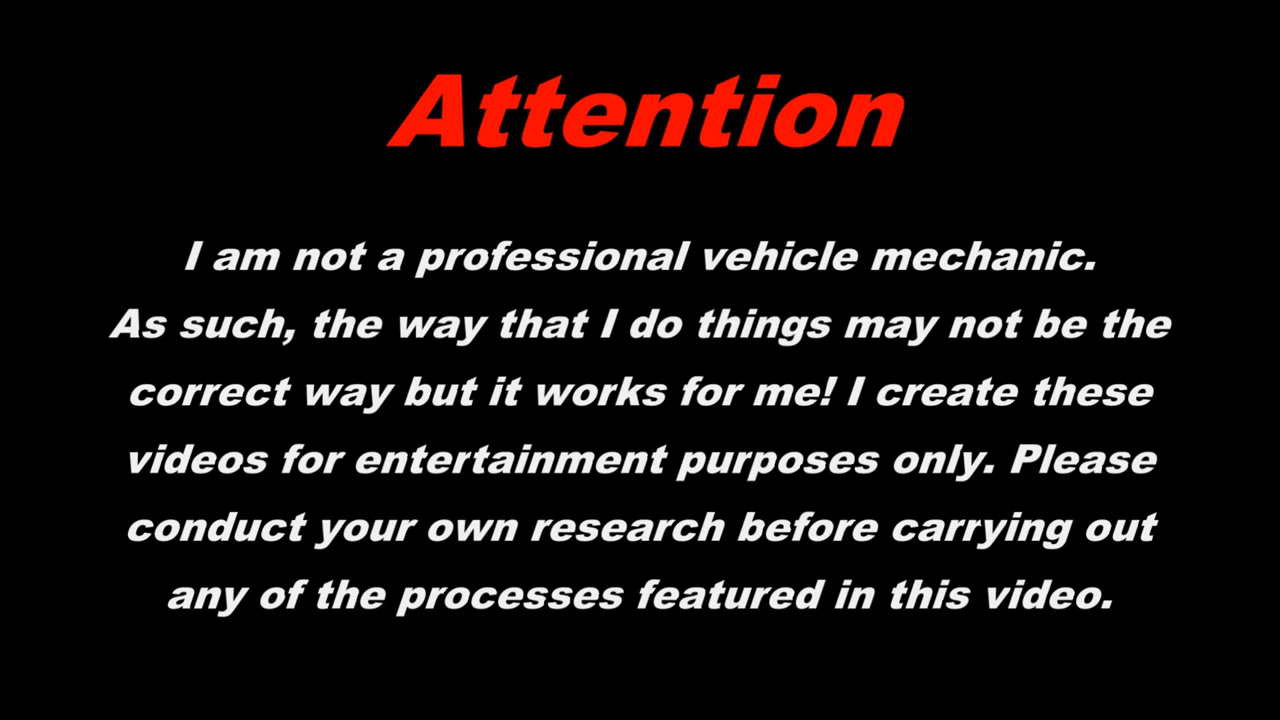 Attention
I am not a professional vehicle mechanic.
As such, the way that I do things may not be the
correct way but it works for me! I create these
videos for entertainment purposes only. Please
conduct your own research before carrying out
any of the processes featured in this video.